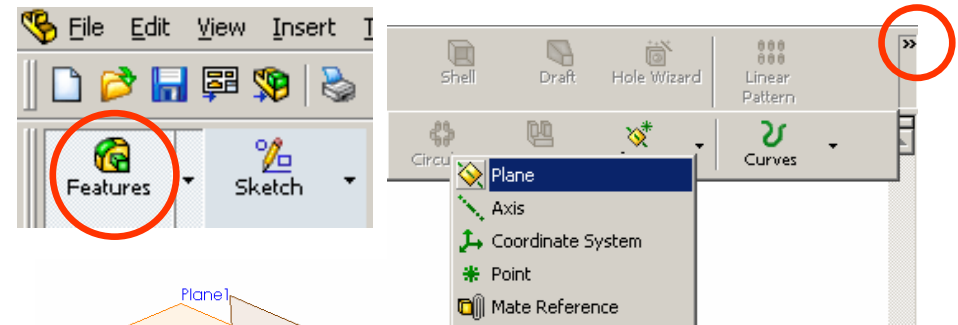 File Edit View Insert
Features Sketch
Shell Draft Hole Wizard Linear
Pattern
Curves
Plane
Axis
Coordinate System
Point
Mate Reference
Plane1